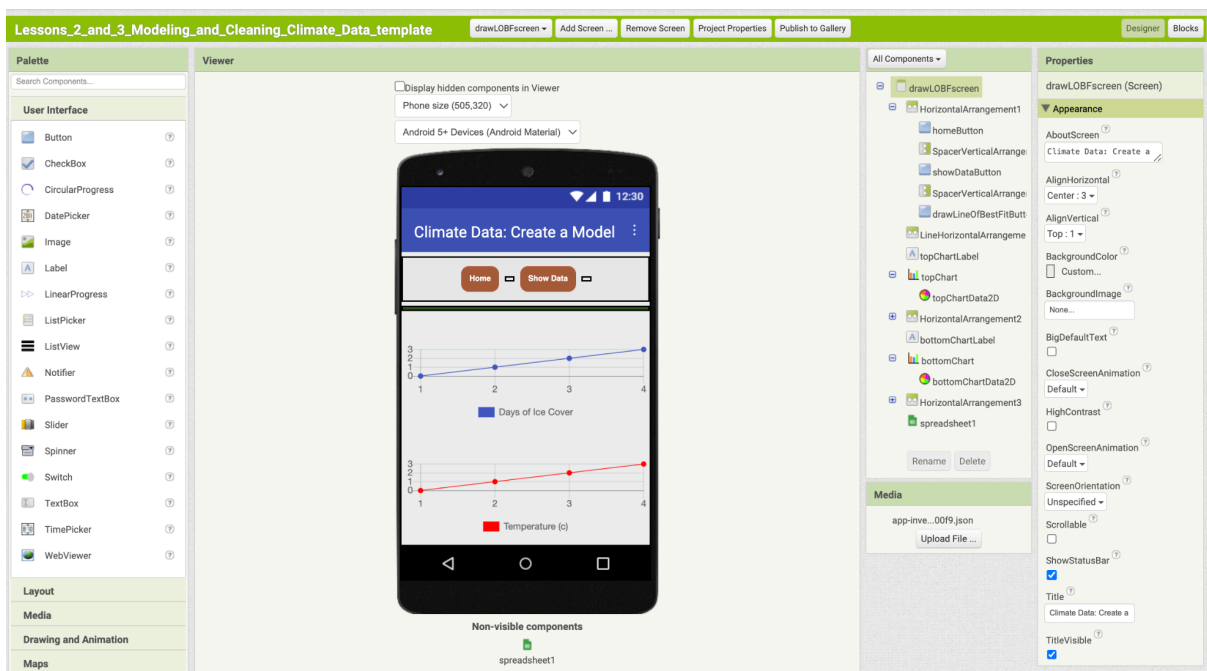 Lessons_2_and_3_Modeling_and_Cleaning_Climate_Data_template
drawLOBFscreen
Add Screen ...
Remove Screen
Project Properties
Publish to Gallery
Designer
Blocks
Palette
Search Components...
User Interface
Button
CheckBox
CircularProgress
DatePicker
Image
Label
LinearProgress
ListPicker
ListView
Notifier
PasswordTextBox
Slider
Spinner
Switch
TextBox
TimePicker
WebViewer
Layout
Media
Drawing and Animation
Maps
Viewer
Display hidden components in Viewer
Phone size (505,320)
Android 5+ Devices (Android Material)
12:30
Climate Data: Create a Model
Home
Show Data
3
2
1
0
1 2 3 4
Days of Ice Cover
3
2
1
0
1 2 3 4
Temperature (c)
Non-visible components
spreadsheet1
All Components
drawLOBFscreen
HorizontalArrangement1
homeButton
SpacerVerticalArrange
showDataButton
SpacerVerticalArrange
drawLineOfBestFitButt
LineHorizontalArrangeme
topChartLabel
topChart
topChartData2D
HorizontalArrangement2
bottomChartLabel
bottomChart
bottomChartData2D
HorizontalArrangement3
spreadsheet1
Rename
Delete
Media
app-inve...00f9.json
Upload File ...
Properties
drawLOBFscreen (Screen)
Appearance
AboutScreen
Climate Data: Create a
AlignHorizontal
Center : 3
AlignVertical
Top : 1
BackgroundColor
Custom...
BackgroundImage
None...
BigDefaultText
CloseScreenAnimation
Default
HighContrast
OpenScreenAnimation
Default
ScreenOrientation
Unspecified
Scrollable
ShowStatusBar
Title
Climate Data: Create a
TitleVisible